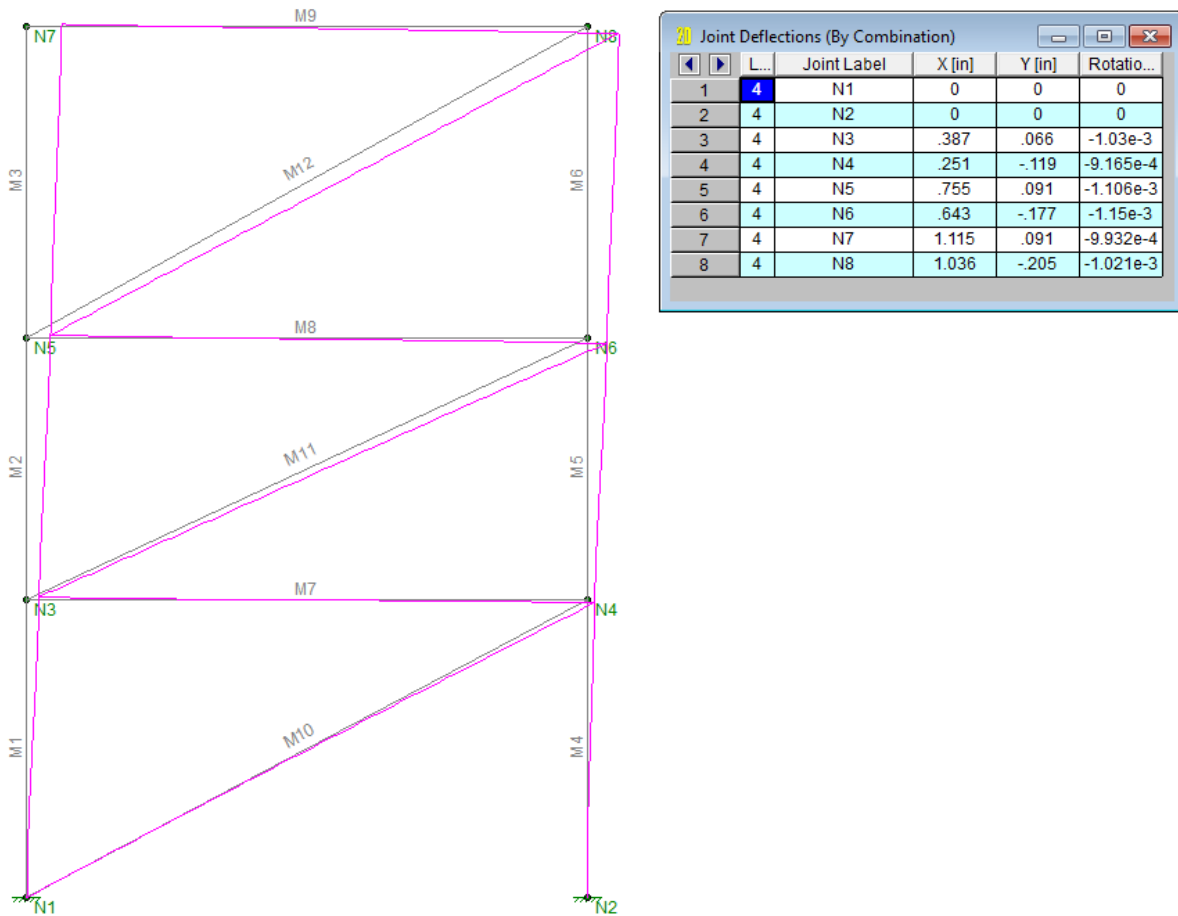 M9
N7
N8
M3
M12
M6
M8
N5
N6
M2
M11
M5
M7
N3
N4
M1
M10
M4
N1
N2
Joint Deflections (By Combination)
L... Joint Label X [in] Y [in] Rotatio...
1 4 N1 0 0 0
2 4 N2 0 0 0
3 4 N3 .387 .066 -1.03e-3
4 4 N4 .251 -.119 -9.165e-4
5 4 N5 .755 .091 -1.106e-3
6 4 N6 .643 -.177 -1.15e-3
7 4 N7 1.115 .091 -9.932e-4
8 4 N8 1.036 -.205 -1.021e-3